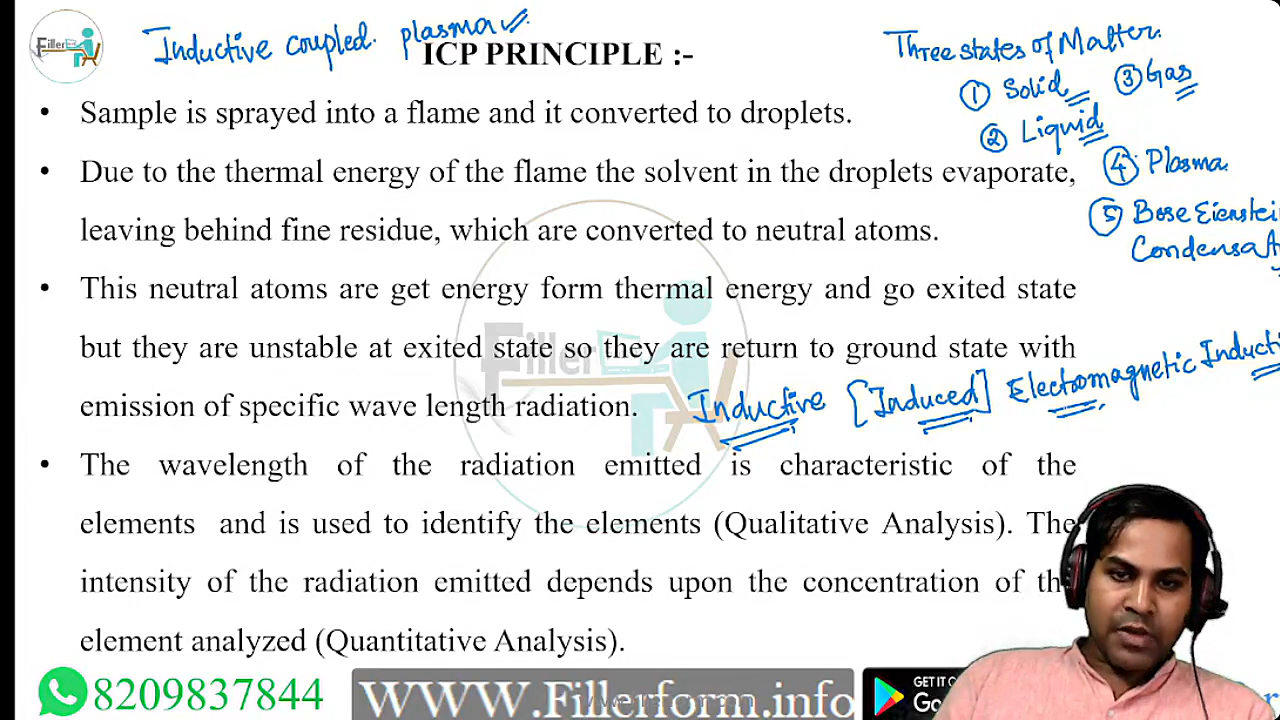 Filler
Inductive coupled plasma
ICP PRINCIPLE :-
Three states of Matter
① Solid ③ Gas
② Liquid
④ Plasma
⑤ Bose Eienstein
Condensat
• Sample is sprayed into a flame and it converted to droplets.
• Due to the thermal energy of the flame the solvent in the droplets evaporate,
leaving behind fine residue, which are converted to neutral atoms.
• This neutral atoms are get energy form thermal energy and go exited state
but they are unstable at exited state so they are return to ground state with
emission of specific wave length radiation.
Inductive [Induced] Electromagnetic Inducti
Filler
• The wavelength of the radiation emitted is characteristic of the
elements and is used to identify the elements (Qualitative Analysis). The
intensity of the radiation emitted depends upon the concentration of th
element analyzed (Quantitative Analysis).
8209837844
WWW.Fillerform.info
GET IT
Go